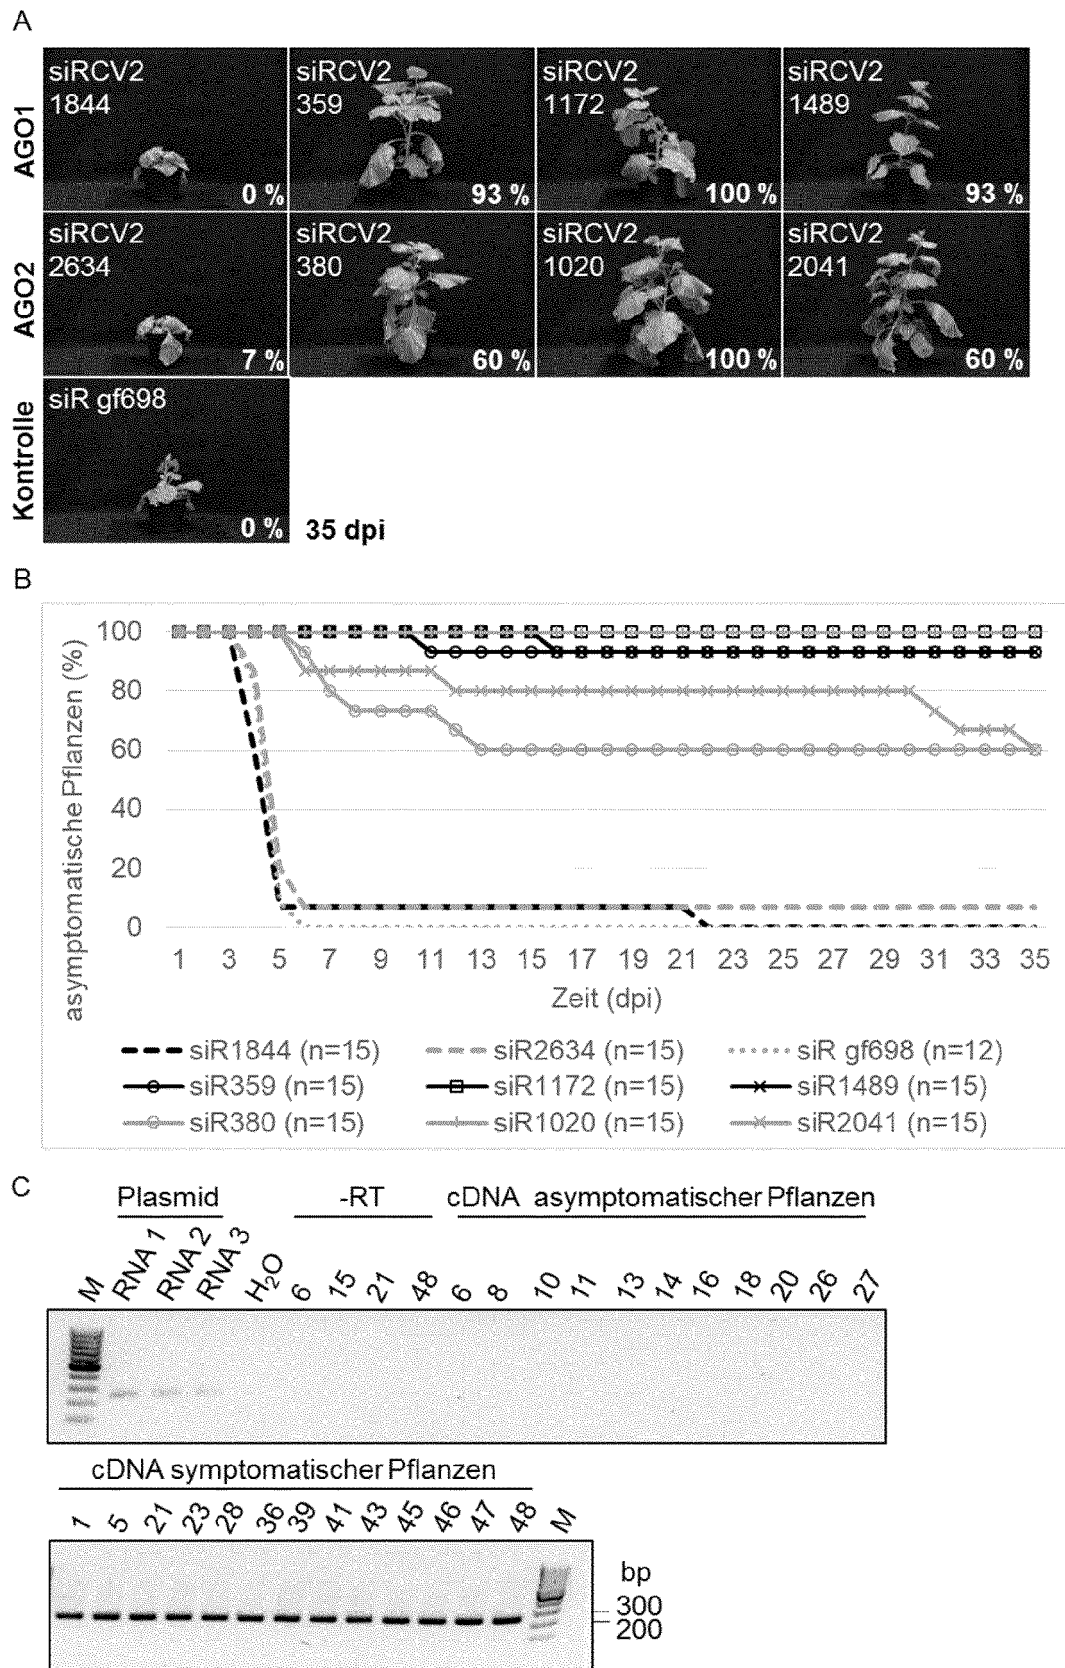 A
AGO1
siRCV2
1844
0 %
siRCV2
359
93 %
siRCV2
1172
100 %
siRCV2
1489
93 %
AGO2
siRCV2
2634
7 %
siRCV2
380
60 %
siRCV2
1020
100 %
siRCV2
2041
60 %
Kontrolle
siR gf698
0 %
35 dpi
B
asymptomatische Pflanzen (%)
100
80
60
40
20
0
1 3 5 7 9 11 13 15 17 19 21 23 25 27 29 31 33 35
Zeit (dpi)
siR1844 (n=15) siR2634 (n=15) siR gf698 (n=12)
siR359 (n=15) siR1172 (n=15) siR1489 (n=15)
siR380 (n=15) siR1020 (n=15) siR2041 (n=15)
C
Plasmid -RT cDNA asymptomatischer Pflanzen
M RNA 1 RNA 2 RNA 3 H₂O 6 15 21 48 6 8 10 11 13 14 16 18 20 26 27
cDNA symptomatischer Pflanzen
1 5 21 23 28 36 39 41 43 45 46 47 48 M
bp
300
200